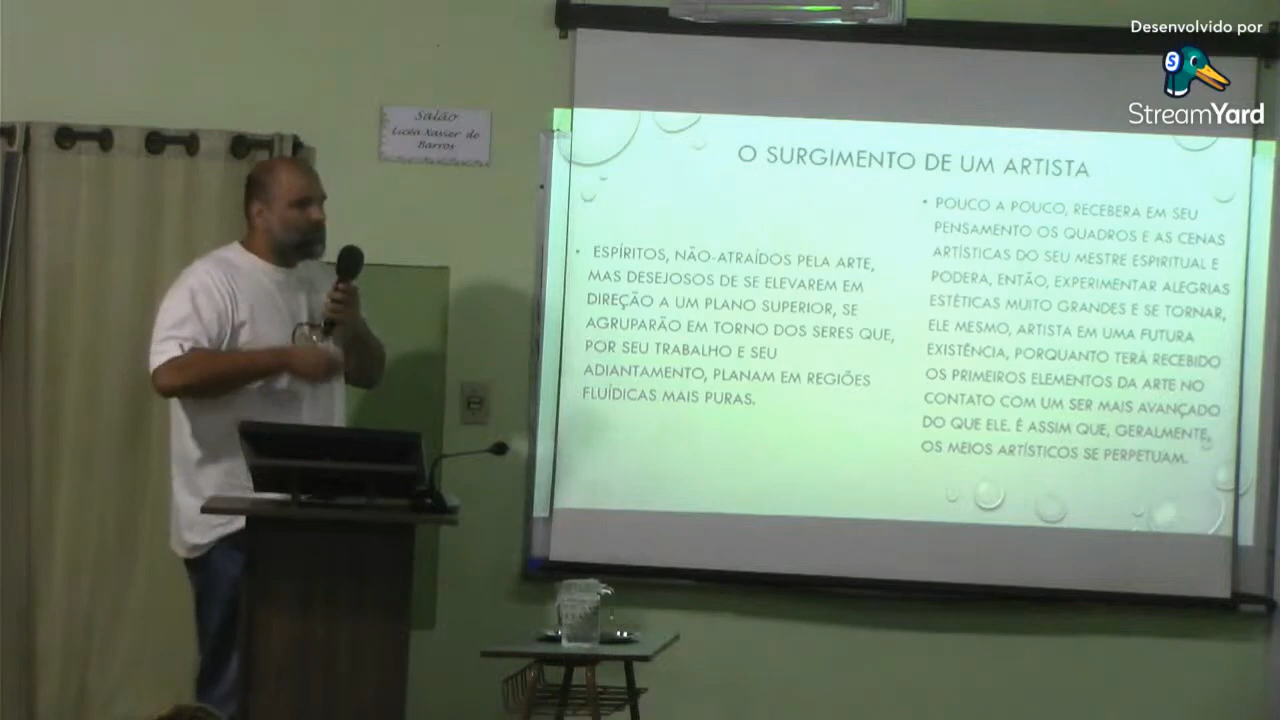 Desenvolvido por
StreamYard
Salão
Lucéa Xavier de
Barros
O SURGIMENTO DE UM ARTISTA
• ESPÍRITOS, NÃO-ATRAÍDOS PELA ARTE,
MAS DESEJOSOS DE SE ELEVAREM EM
DIREÇÃO A UM PLANO SUPERIOR, SE
AGRUPARÃO EM TORNO DOS SERES QUE,
POR SEU TRABALHO E SEU
ADIANTAMENTO, PLANAM EM REGIÕES
FLUÍDICAS MAIS PURAS.
• POUCO A POUCO, RECEBERA EM SEU
PENSAMENTO OS QUADROS E AS CENAS
ARTÍSTICAS DO SEU MESTRE ESPIRITUAL E
PODERA, ENTÃO, EXPERIMENTAR ALEGRIAS
ESTÉTICAS MUITO GRANDES E SE TORNAR,
ELE MESMO, ARTISTA EM UMA FUTURA
EXISTÊNCIA, PORQUANTO TERÁ RECEBIDO
OS PRIMEIROS ELEMENTOS DA ARTE NO
CONTATO COM UM SER MAIS AVANÇADO
DO QUE ELE. É ASSIM QUE, GERALMENTE,
OS MEIOS ARTÍSTICOS SE PERPETUAM.